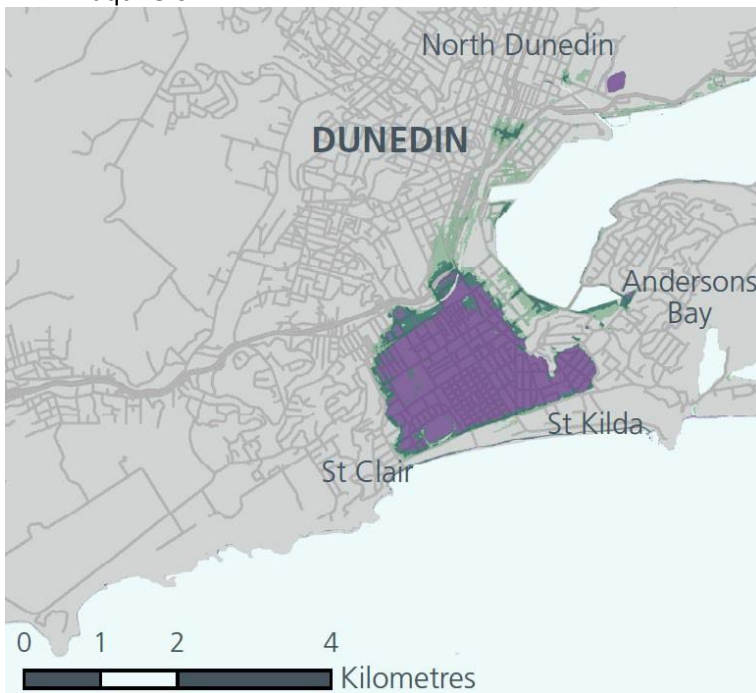 North Dunedin
DUNEDIN
Andersons
Bay
St Kilda
St Clair
0 1 2 4
Kilometres